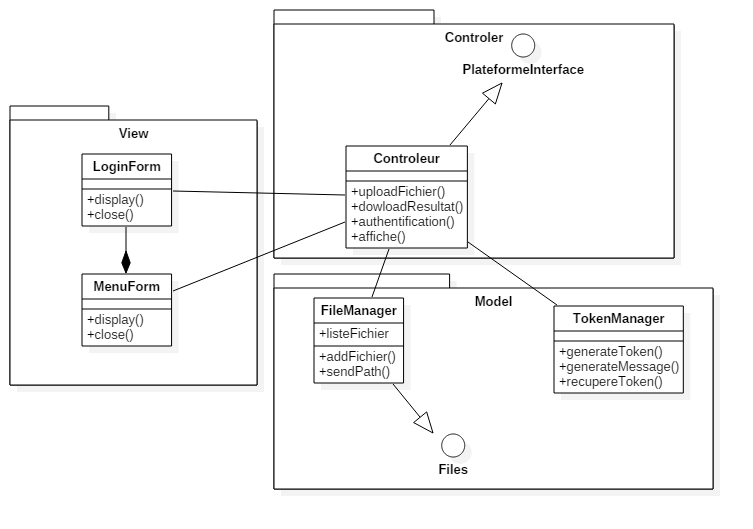 Controler
PlateformeInterface
View
LoginForm
+display()
+close()
Controleur
+uploadFichier()
+dowloadResultat()
+authentification()
+affiche()
MenuForm
+display()
+close()
Model
FileManager
+listeFichier
+addFichier()
+sendPath()
TokenManager
+generateToken()
+generateMessage()
+recupereToken()
Files